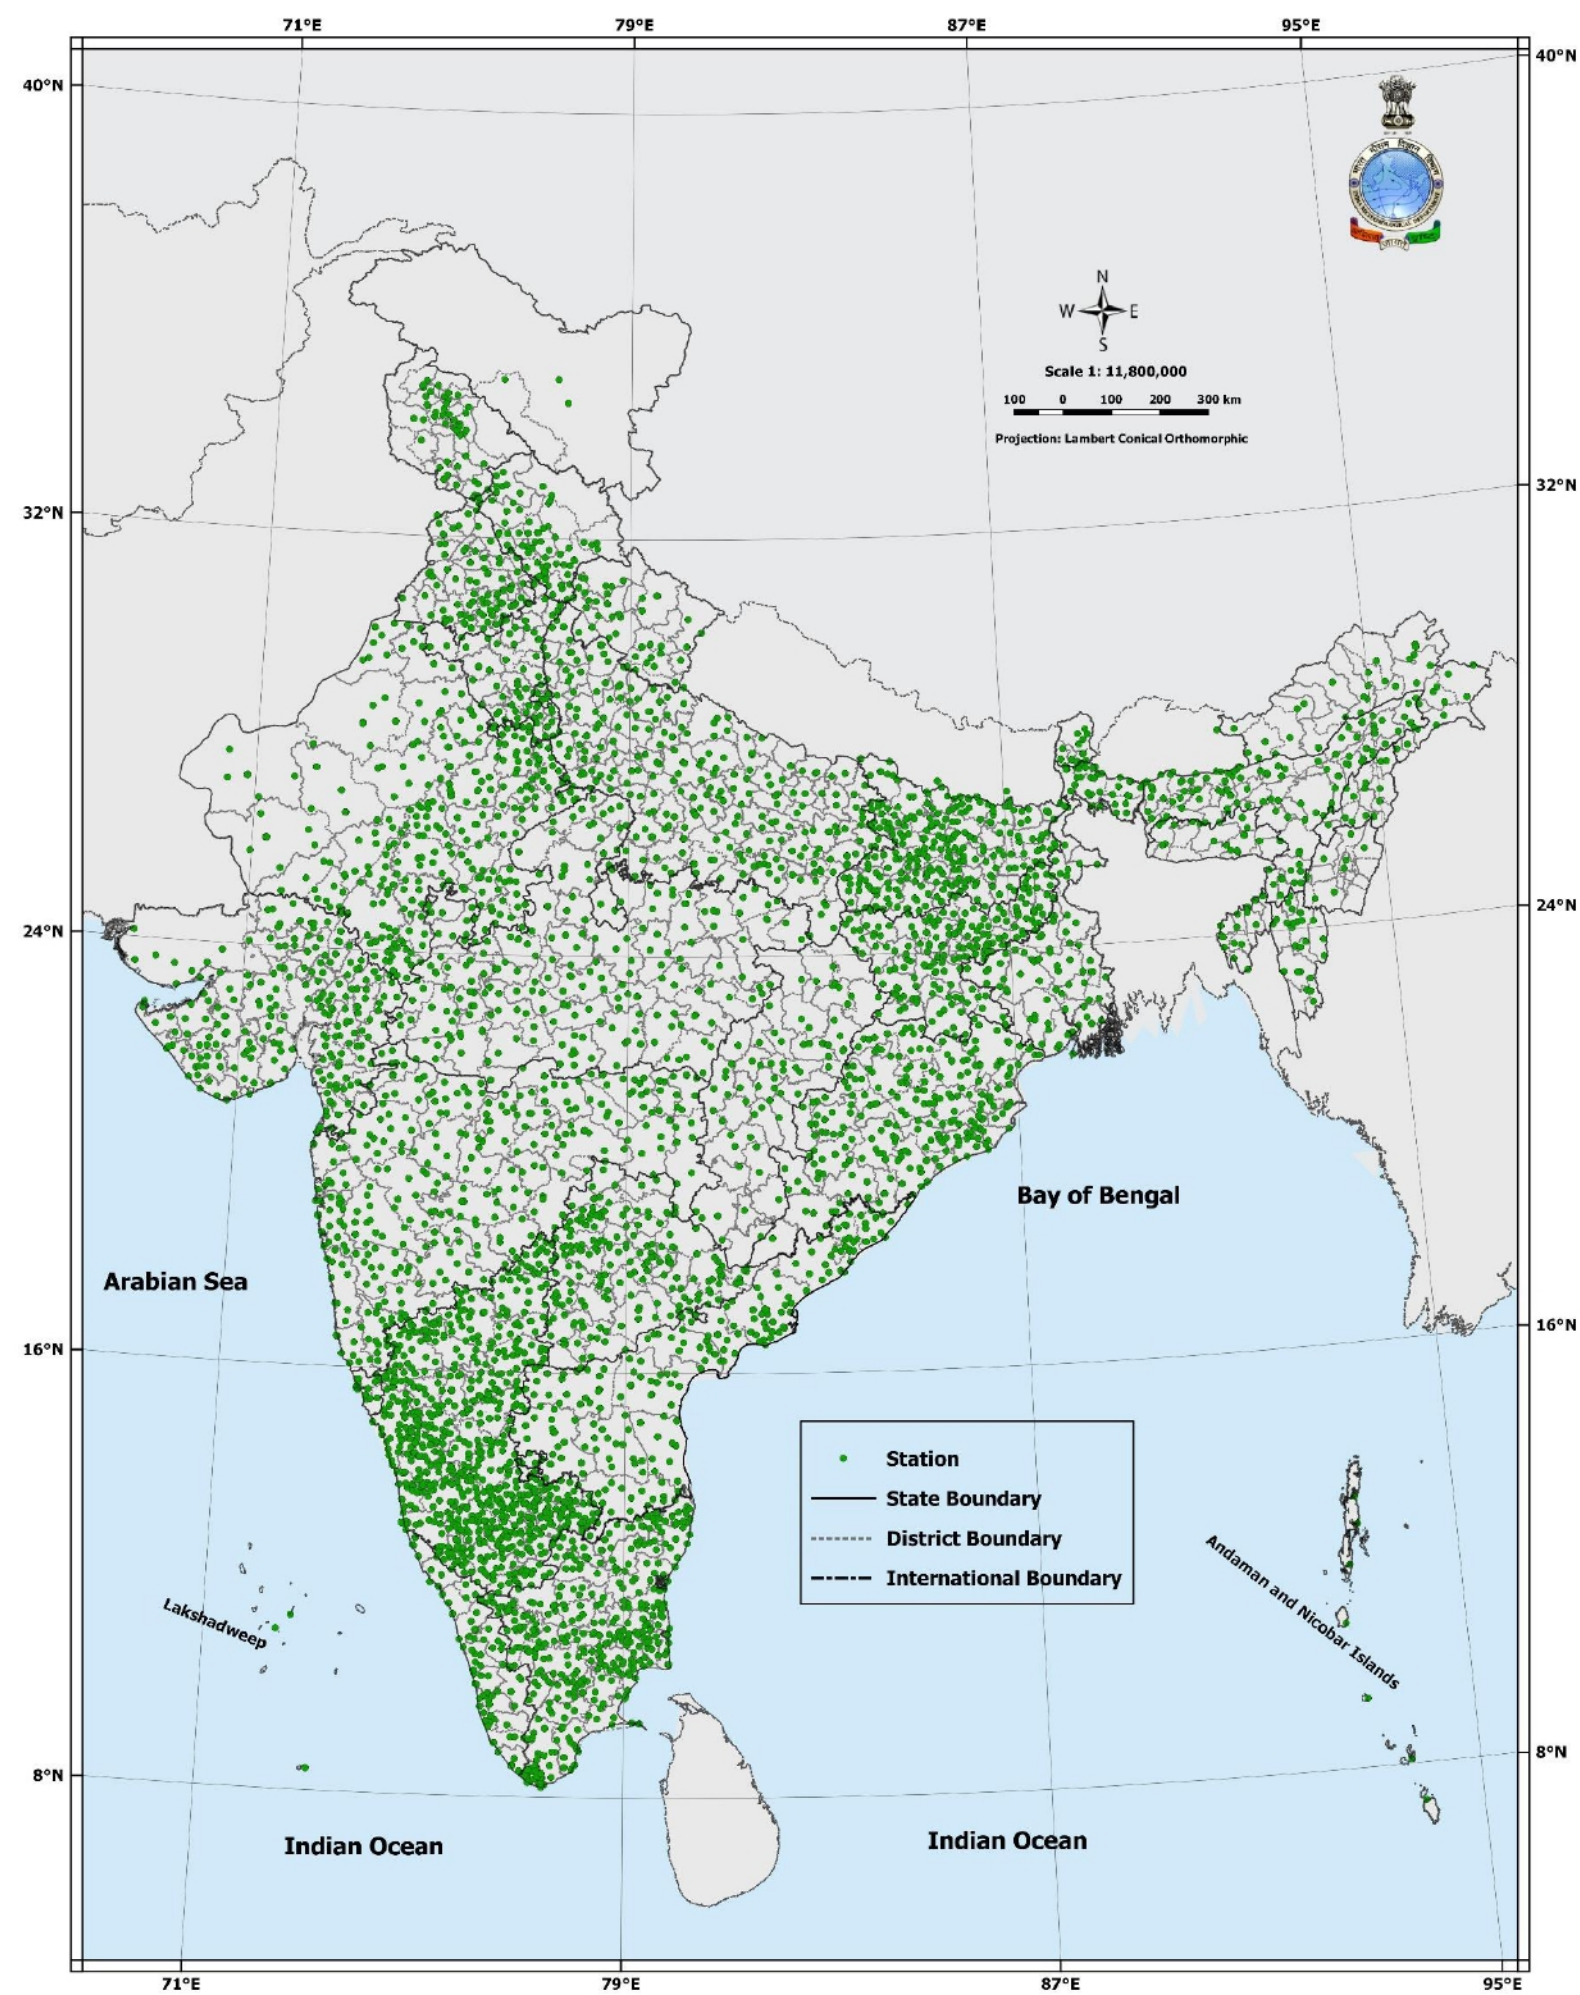 71°E 79°E 87°E 95°E
40°N 40°N
N
W E
S
Scale 1: 11,800,000
100 0 100 200 300 km
Projection: Lambert Conical Orthomorphic
32°N 32°N
24°N 24°N
Bay of Bengal
Arabian Sea
16°N 16°N
Station
State Boundary
District Boundary
International Boundary
Andaman and Nicobar Islands
Lakshadweep
8°N 8°N
Indian Ocean Indian Ocean
71°E 79°E 87°E 95°E